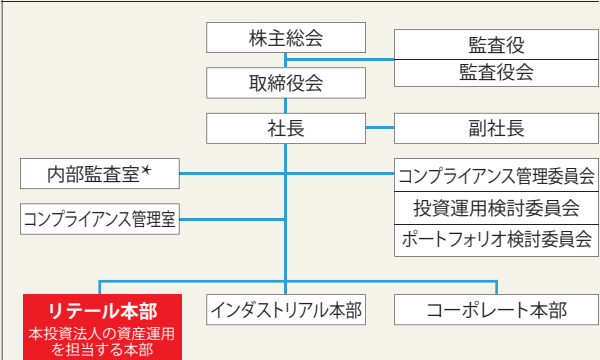 株主総会
監査役
監査役会
取締役会
社長
副社長
内部監査室*
コンプライアンス管理委員会
投資運用検討委員会
ポートフォリオ検討委員会
コンプライアンス管理室
リテール本部
本投資法人の資産運用
を担当する本部
インダストリアル本部
コーポレート本部